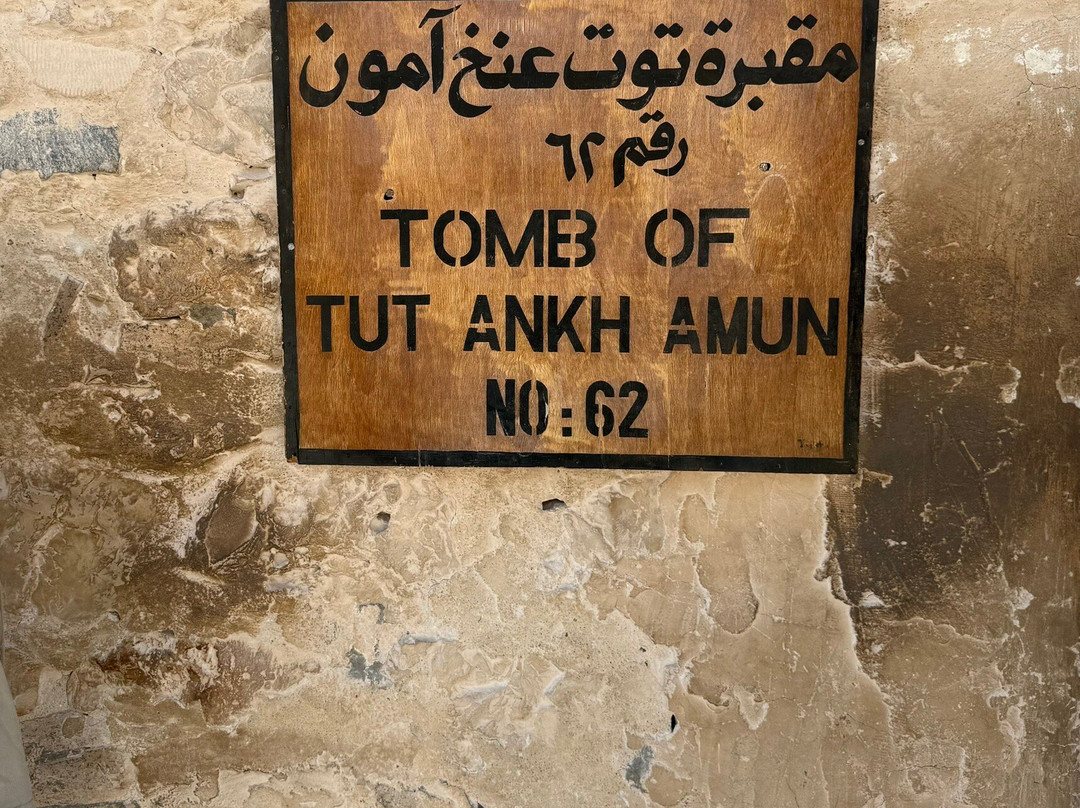 مقبرة توت عنخ آمون
رقم ٦٢
TOMB OF
TUT ANKH AMUN
NO : 62